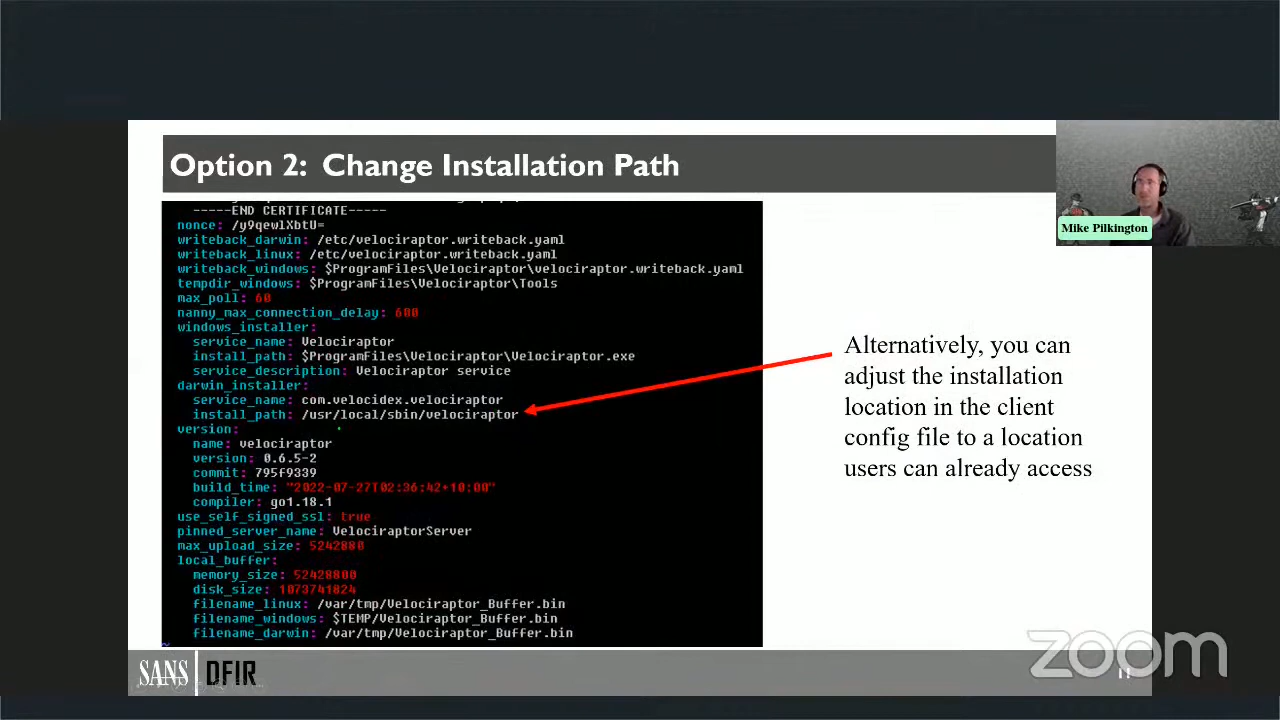 Option 2: Change Installation Path
-----END CERTIFICATE-----
nonce: /y9qewlXbtU=
writeback_darwin: /etc/velociraptor.writeback.yaml
writeback_linux: /etc/velociraptor.writeback.yaml
writeback_windows: $ProgramFiles\Velociraptor\velociraptor.writeback.yaml
tempdir_windows: $ProgramFiles\Velociraptor\Tools
max_poll: 60
nanny_max_connection_delay: 600
windows_installer:
service_name: Velociraptor
install_path: $ProgramFiles\Velociraptor\Velociraptor.exe
service_description: Velociraptor service
darwin_installer:
service_name: com.velocidex.velociraptor
install_path: /usr/local/sbin/velociraptor
version:
name: velociraptor
version: 0.6.5-2
commit: 795f9339
build_time: "2022-07-27T02:36:42+10:00"
compiler: go1.18.1
use_self_signed_ssl: true
pinned_server_name: VelociraptorServer
max_upload_size: 5242880
local_buffer:
memory_size: 52428800
disk_size: 1073741824
filename_linux: /var/tmp/Velociraptor_Buffer.bin
filename_windows: $TEMP/Velociraptor_Buffer.bin
filename_darwin: /var/tmp/Velociraptor_Buffer.bin
~
Alternatively, you can
adjust the installation
location in the client
config file to a location
users can already access
Mike Pilkington
SANS DFIR
zoom
11